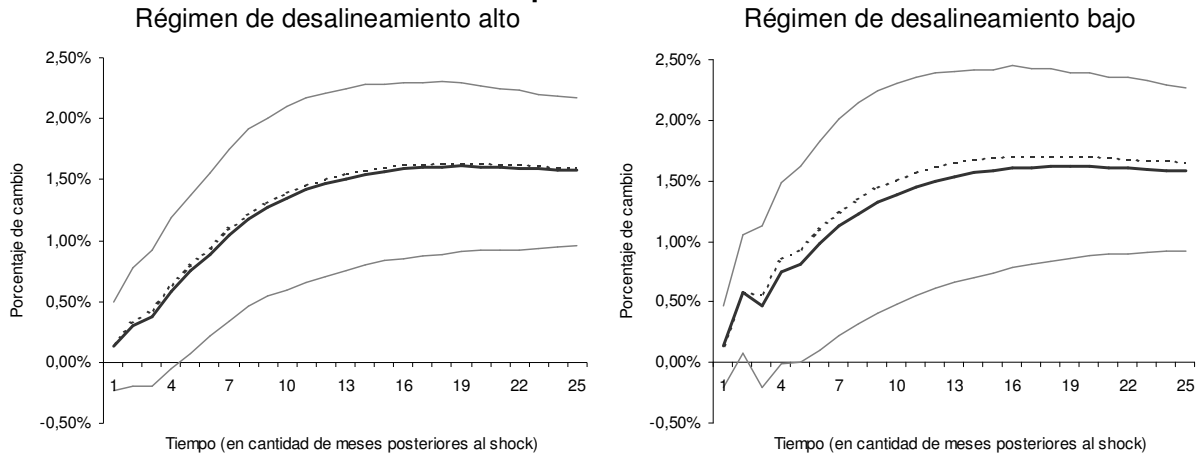 Régimen de desalineamiento alto
2,50%
2,00%
1,50%
1,00%
0,50%
0,00%
-0,50%
Porcentaje de cambio
1 4 7 10 13 16 19 22 25
Tiempo (en cantidad de meses posteriores al shock)
Régimen de desalineamiento bajo
2,50%
2,00%
1,50%
1,00%
0,50%
0,00%
-0,50%
Porcentaje de cambio
1 4 7 10 13 16 19 22 25
Tiempo (en cantidad de meses posteriores al shock)